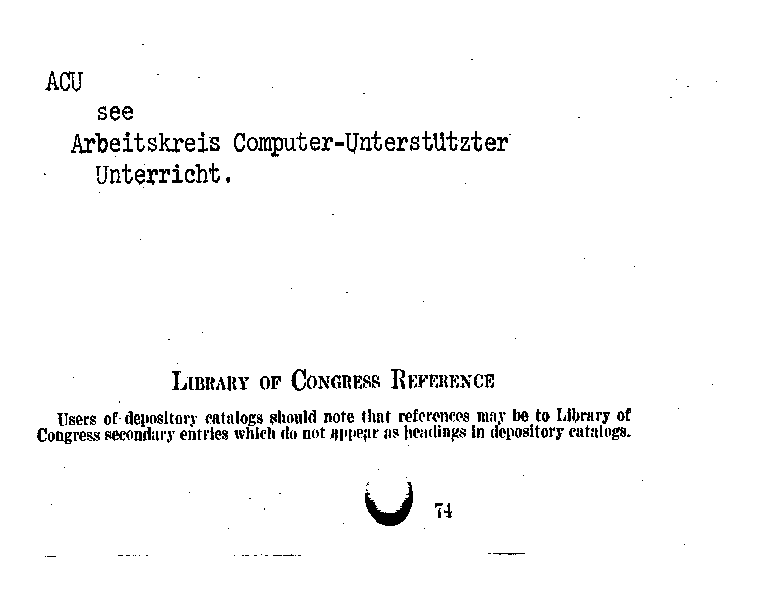 ACU
see
Arbeitskreis Computer-Unterstützter
Unterricht.
LIBRARY OF CONGRESS REFERENCE
Users of depository catalogs should note that references may be to Library of
Congress secondary entries which do not appear as headings in depository catalogs.
74